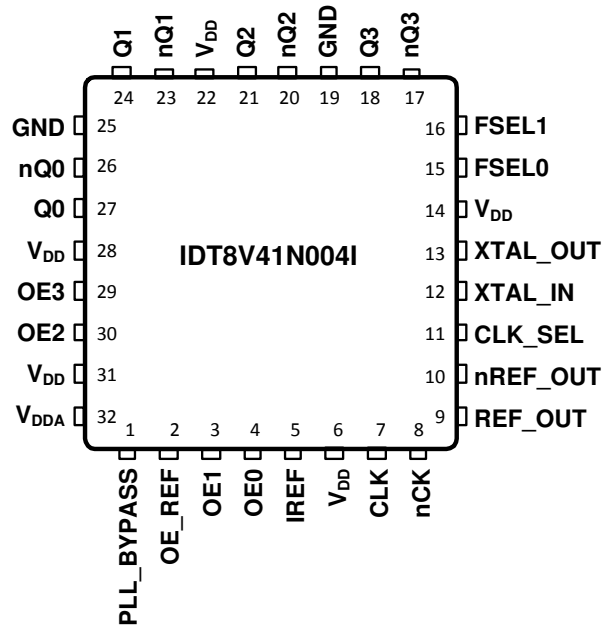 Q1 nQ1 VDD Q2 nQ2 GND Q3 nQ3
24 23 22 21 20 19 18 17
GND 25 16 FSEL1
nQ0 26 15 FSEL0
Q0 27 14 VDD
VDD 28 IDT8V41N004I 13 XTAL_OUT
OE3 29 12 XTAL_IN
OE2 30 11 CLK_SEL
VDD 31 10 nREF_OUT
VDDA 32 9 REF_OUT
1 2 3 4 5 6 7 8
PLL_BYPASS OE_REF OE1 OE0 IREF VDD CLK nCK